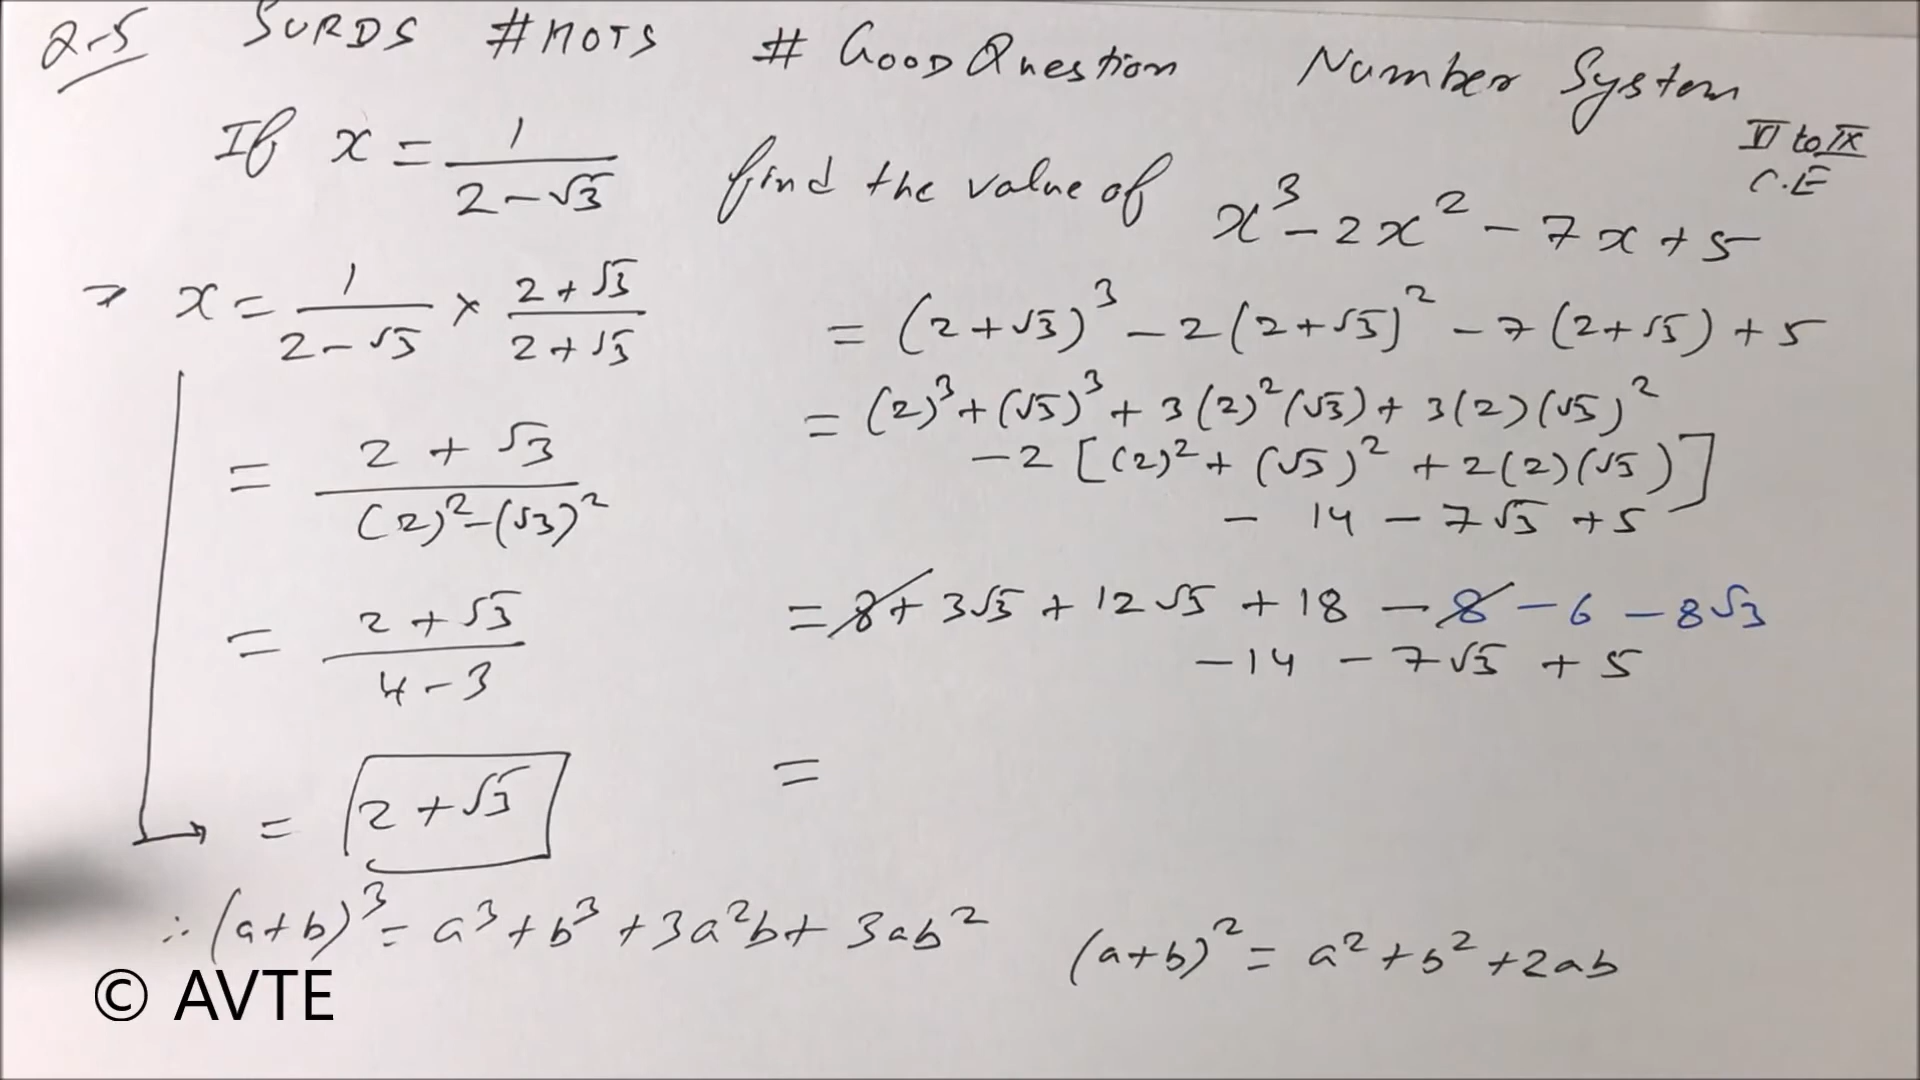 Q-5 SURDS #HOTS # Good Question Number System
VI to IX
C.E
If x = 1/(2-√3) find the value of x³ - 2x² - 7x + 5
⇒ x = 1/(2-√3) × (2+√3)/(2+√3)
= (2+√3)/((2)²-(√3)²)
= (2+√3)/(4-3)
= 2+√3
= (2+√3)³ - 2(2+√3)² - 7(2+√3) + 5
= (2)³+(√3)³ + 3(2)²(√3) + 3(2)(√3)²
-2 [(2)² + (√3)² + 2(2)(√3)]
- 14 - 7√3 + 5
= 8 + 3√3 + 12√3 + 18 - 8 - 6 - 8√3
-14 - 7√3 + 5
=
∴ (a+b)³ = a³ + b³ + 3a²b + 3ab²
(a+b)² = a² + b² + 2ab
© AVTE